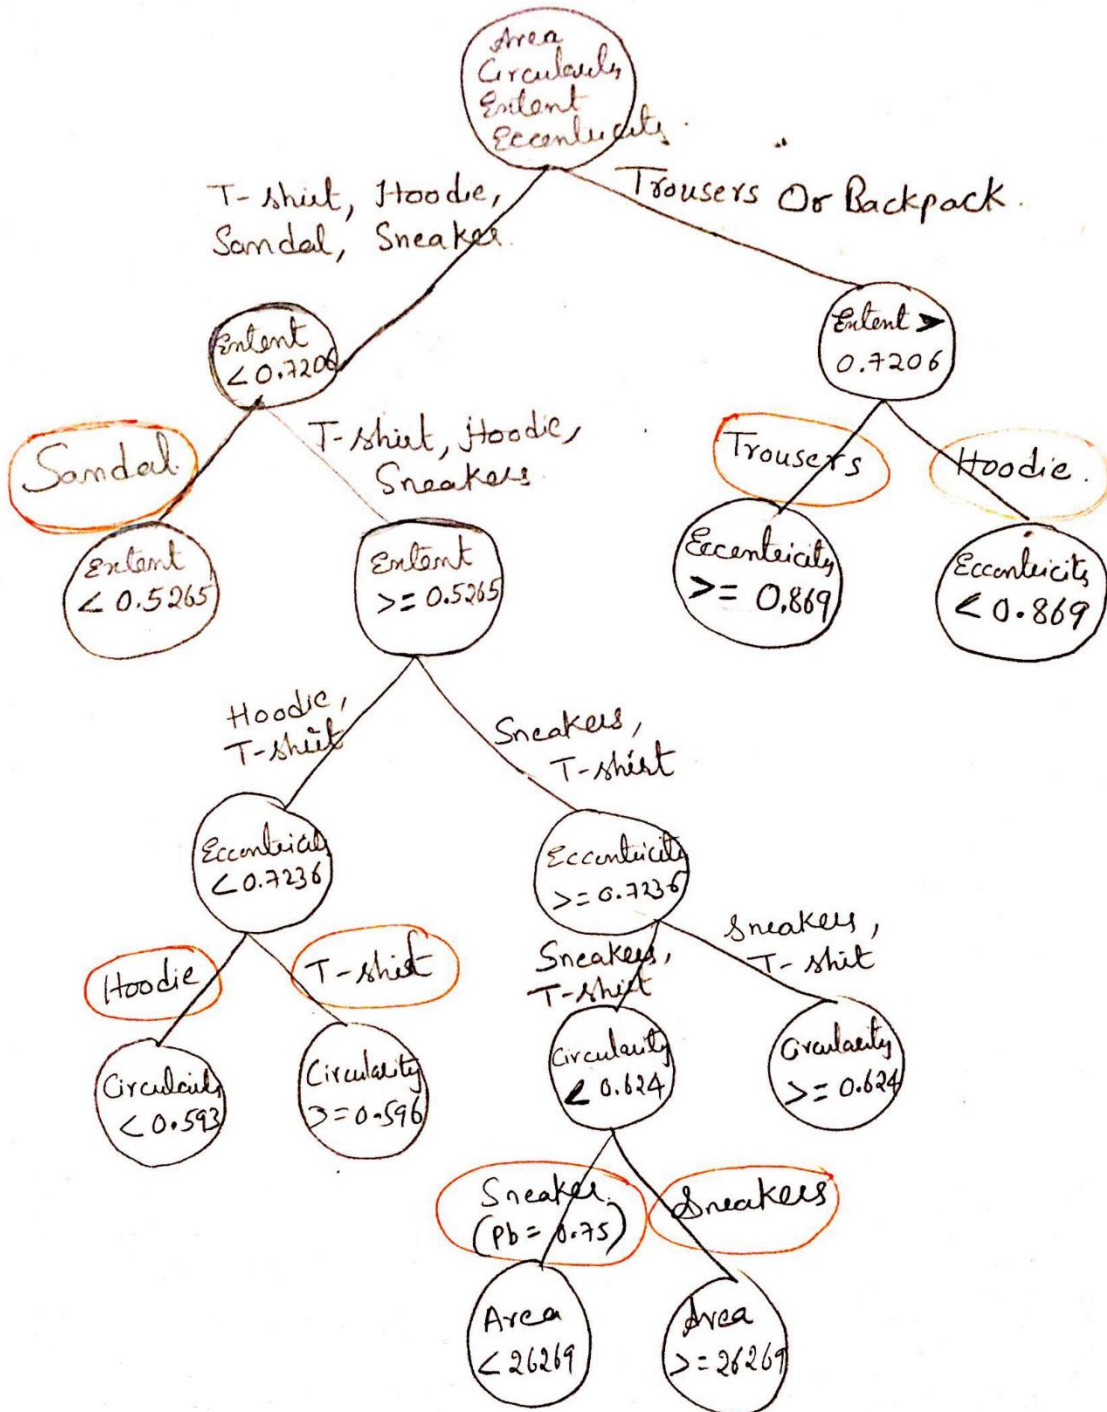 Area
Circularity
Extent
Eccentricity
T-shirt, Hoodie,
Sandal, Sneaker
Trousers Or Backpack.
Extent
<0.7206
Extent >
0.7206
Sandal
T-shirt, Hoodie,
Sneakers
Trousers
Hoodie.
Extent
< 0.5265
Extent
>= 0.5265
Eccentricity
>= 0.869
Eccentricity
< 0.869
Hoodie,
T-shirt
Sneakers,
T-shirt
Eccentricity
<0.7236
Eccentricity
>= 0.7236
Hoodie
T-shirt
Sneakers,
T-shirt
Sneakers,
T-shit
Circularity
< 0.593
Circularity
>= 0.596
Circularity
< 0.624
Circularity
>= 0.624
Sneaker
(Pb = 0.75)
Sneakers
Area
< 26269
Area
>= 26269